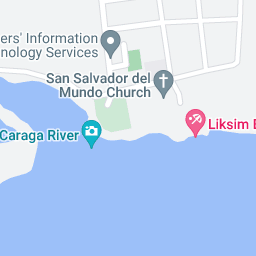 ers' Information
nology Services
San Salvador del
Mundo Church
Caraga River
Liksim